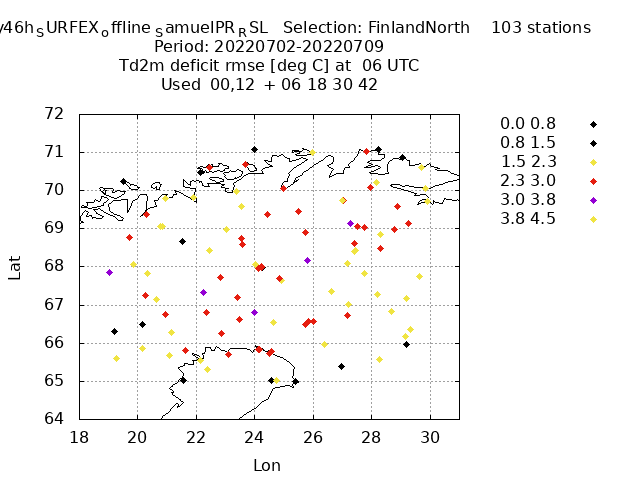 y46hSURFEXoffline SamuelPRRSL Selection: FinlandNorth 103 stations
Period: 20220702-20220709
Td2m deficit rmse [deg C] at 06 UTC
Used 00,12 + 06 18 30 42
72
71
70
69
68
67
66
65
64
18 20 22 24 26 28 30
Lat
Lon
0.0 0.8
0.8 1.5
1.5 2.3
2.3 3.0
3.0 3.8
3.8 4.5